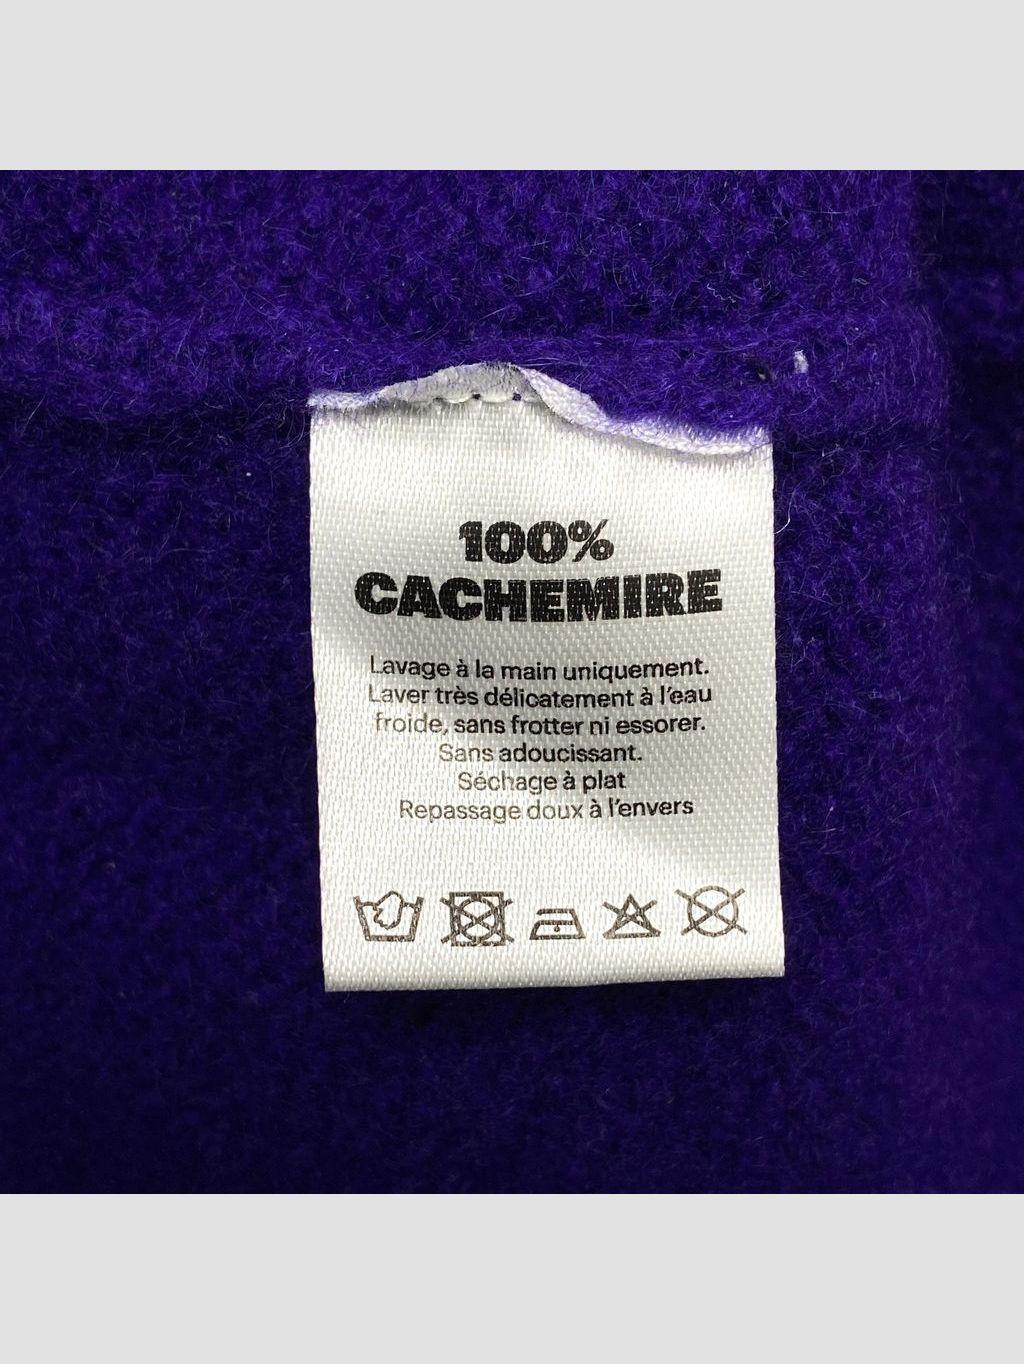 100%
CACHEMIRE
Lavage à la main uniquement.
Laver très délicatement à l'eau
froide, sans frotter ni essorer.
Sans adoucissant.
Séchage à plat
Repassage doux à l'envers